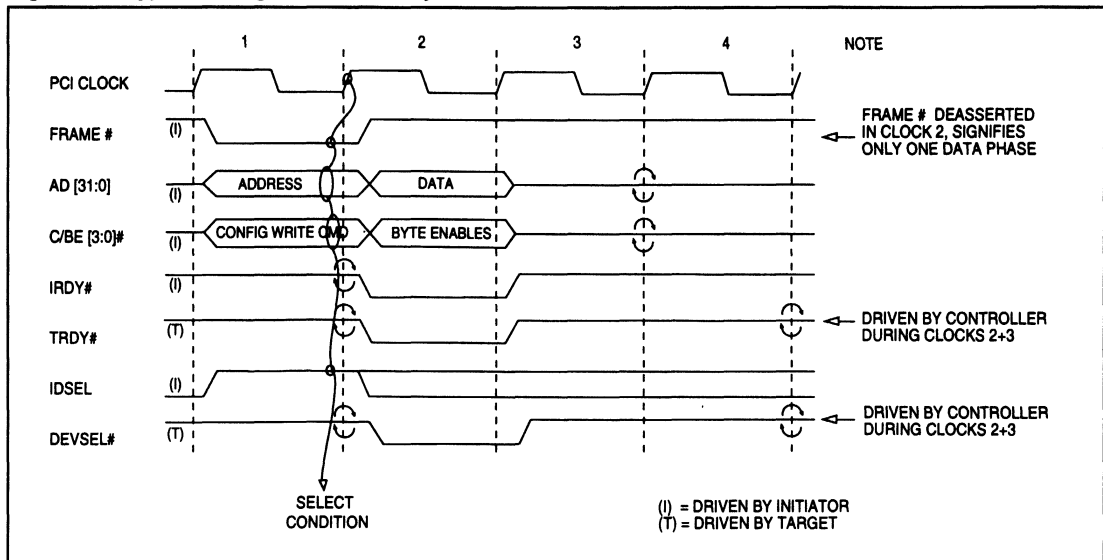 1 2 3 4 NOTE
PCI CLOCK
FRAME # (I)
FRAME # DEASSERTED
IN CLOCK 2, SIGNIFIES
ONLY ONE DATA PHASE
AD [31:0] (I) ADDRESS DATA
C/BE [3:0]# (I) CONFIG WRITE CMD BYTE ENABLES
IRDY# (I)
TRDY# (T)
DRIVEN BY CONTROLLER
DURING CLOCKS 2+3
IDSEL (I)
DEVSEL# (T)
DRIVEN BY CONTROLLER
DURING CLOCKS 2+3
SELECT
CONDITION
(I) = DRIVEN BY INITIATOR
(T) = DRIVEN BY TARGET